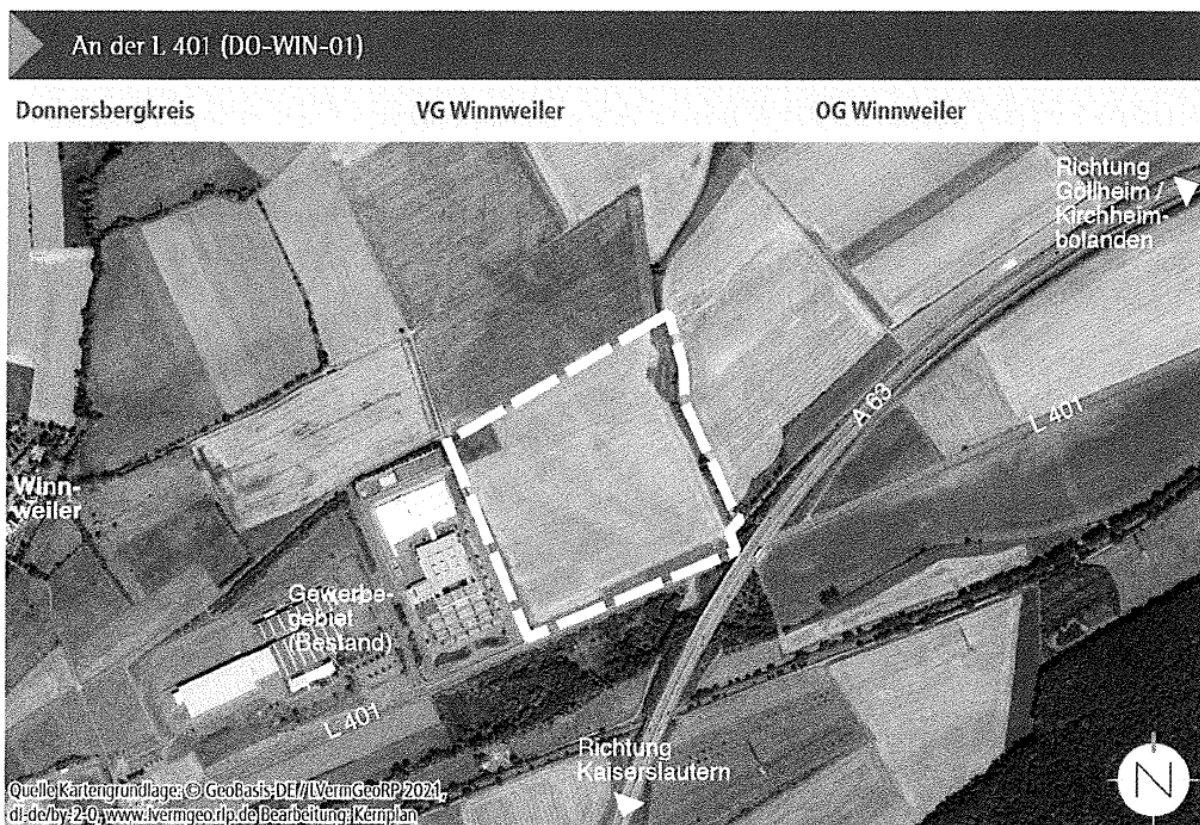 An der L 401 (DO-WIN-01)
Donnersbergkreis VG Winnweiler OG Winnweiler
Richtung
Göllheim /
Kirchheim-
bolanden
A 63
L 401
Winn-
weiler
Gewerbe-
gebiet
(Bestand)
L 401
Richtung
Kaiserslautern
N
Quelle Kartengrundlage: © GeoBasis-DE/LVermGeoRP 2021,
dl-de/by-2-0, www.lvermgeo.rlp.de; Bearbeitung: Kernplan